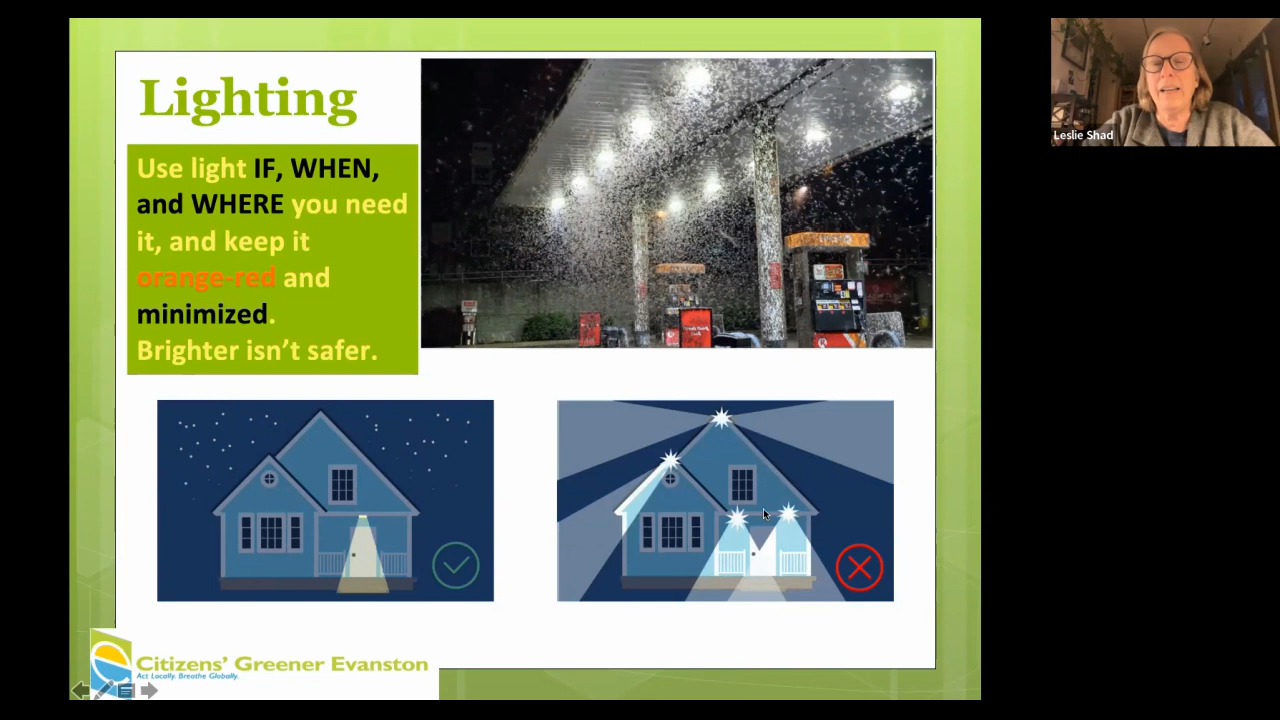 Lighting
Use light IF, WHEN,
and WHERE you need
it, and keep it
orange-red and
minimized.
Brighter isn't safer.
Leslie Shad
Citizens' Greener Evanston
Act Locally. Breathe Globally.